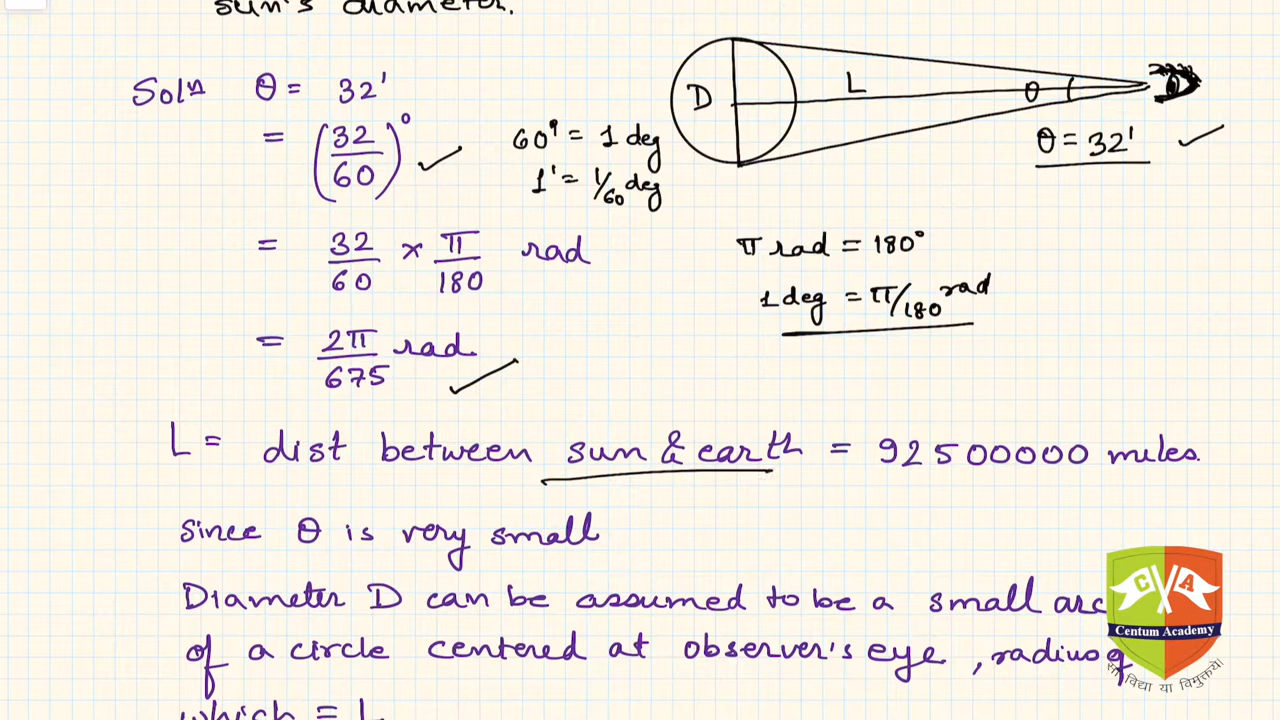 sun's diameter.
Solⁿ θ = 32'
= (32/60)°
60' = 1 deg
1' = 1/60 deg
D L θ
θ = 32'
= 32/60 × π/180 rad
π rad = 180°
1 deg = π/180 rad
= 2π/675 rad
L = dist between sun & earth = 92500000 miles.
Since θ is very small
Diameter D can be assumed to be a small arc
of a circle centered at observer's eye, radius of
which = L
C A
Centum Academy
सा विद्या या विमुक्तये।